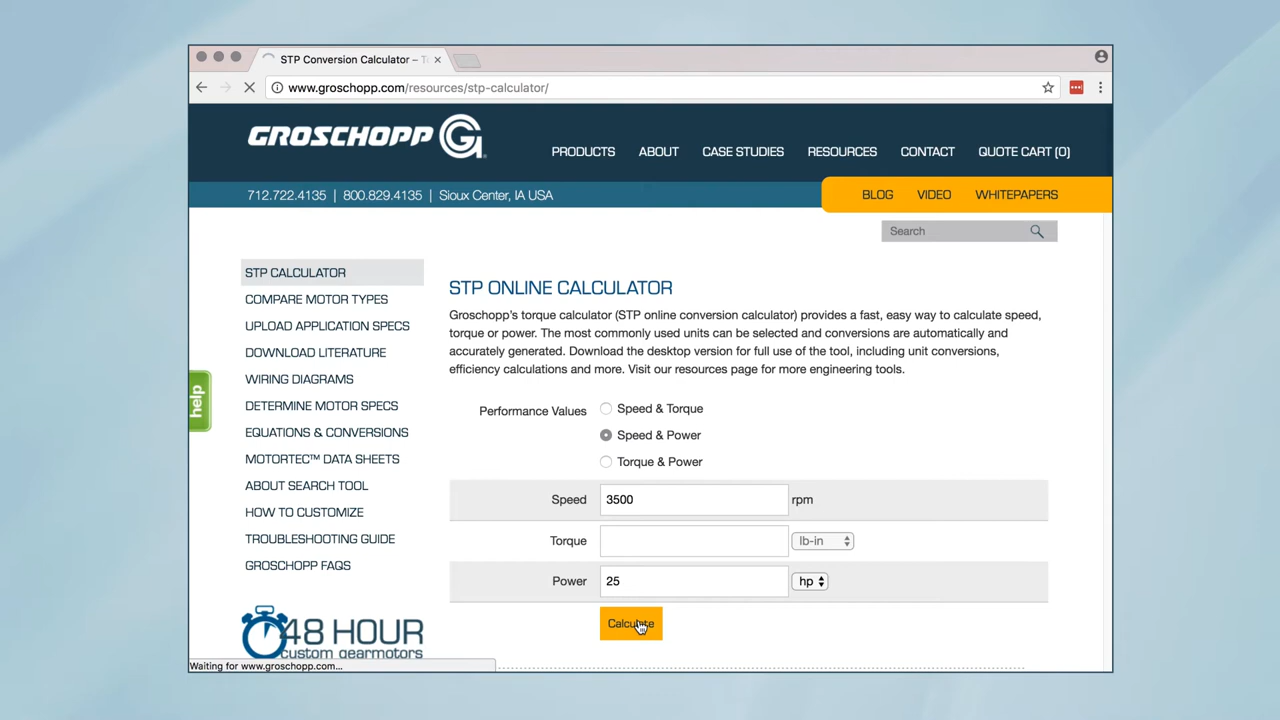 STP Conversion Calculator – T
www.groschopp.com/resources/stp-calculator/
GROSCHOPP G
PRODUCTS ABOUT CASE STUDIES RESOURCES CONTACT QUOTE CART (0)
712.722.4135 | 800.829.4135 | Sioux Center, IA USA
BLOG VIDEO WHITEPAPERS
Search
STP CALCULATOR
COMPARE MOTOR TYPES
UPLOAD APPLICATION SPECS
DOWNLOAD LITERATURE
WIRING DIAGRAMS
DETERMINE MOTOR SPECS
EQUATIONS & CONVERSIONS
MOTORTEC™ DATA SHEETS
ABOUT SEARCH TOOL
HOW TO CUSTOMIZE
TROUBLESHOOTING GUIDE
GROSCHOPP FAQS
48 HOUR
custom gearmotors
help
STP ONLINE CALCULATOR
Groschopp's torque calculator (STP online conversion calculator) provides a fast, easy way to calculate speed,
torque or power. The most commonly used units can be selected and conversions are automatically and
accurately generated. Download the desktop version for full use of the tool, including unit conversions,
efficiency calculations and more. Visit our resources page for more engineering tools.
Performance Values
Speed & Torque
Speed & Power
Torque & Power
Speed 3500 rpm
Torque lb-in
Power 25 hp
Calculate
Waiting for www.groschopp.com...